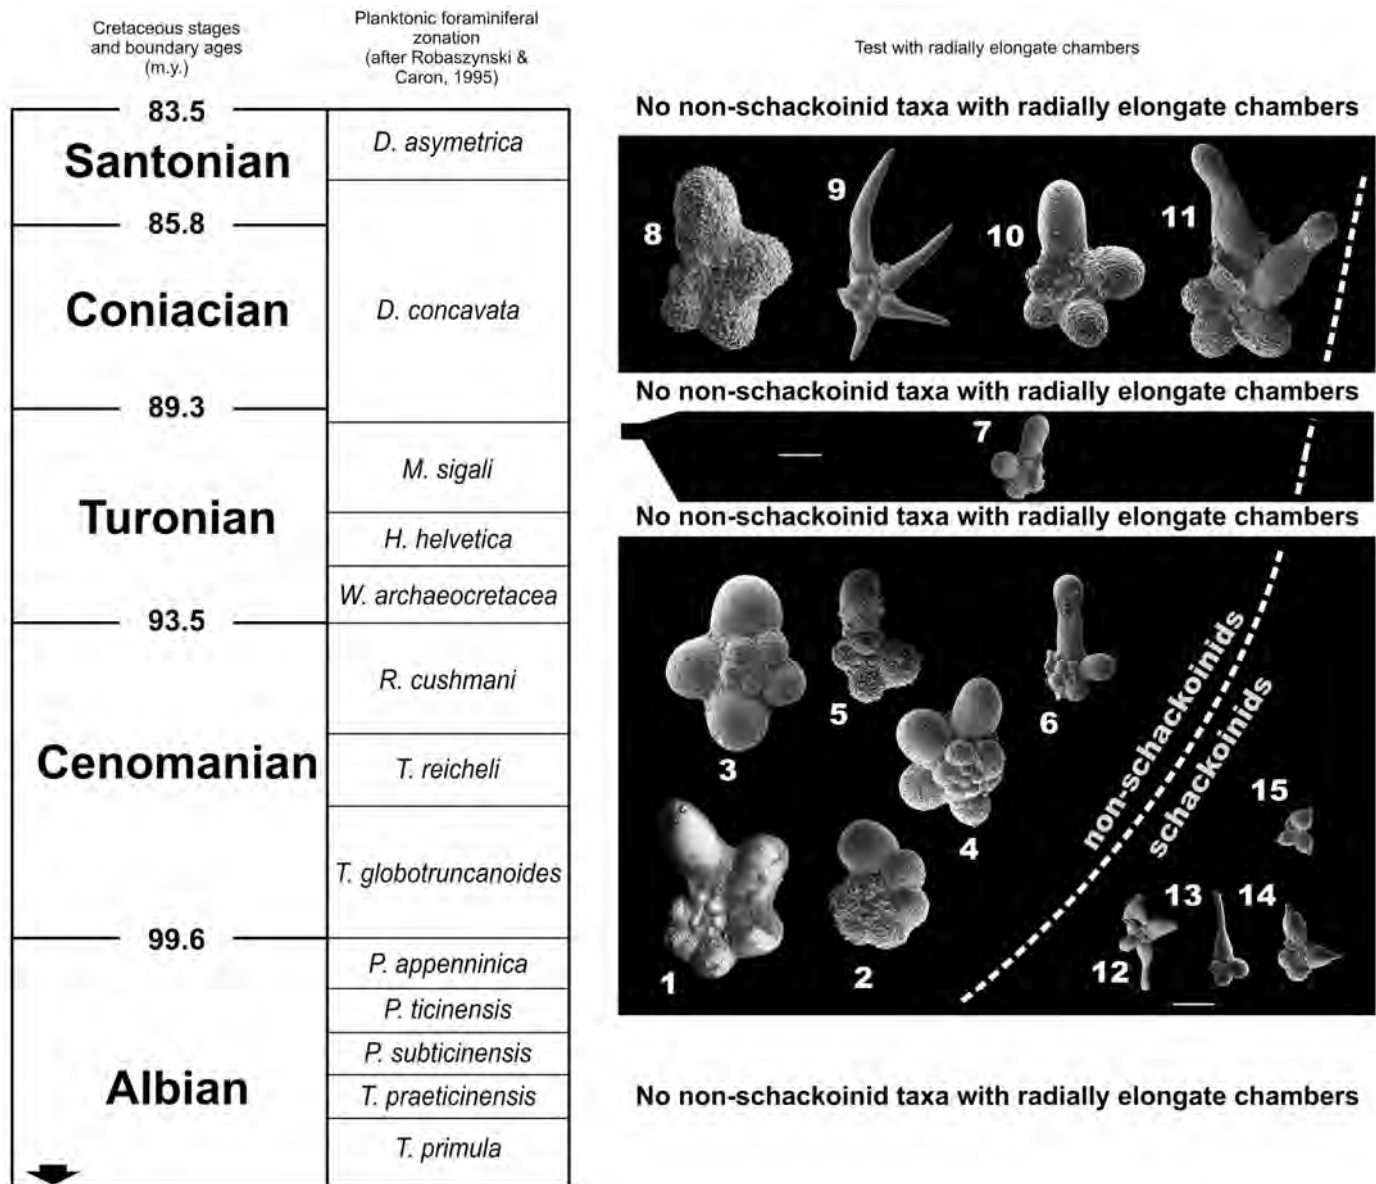 Cretaceous stages
and boundary ages
(m.y.)
Planktonic foraminiferal
zonation
(after Robaszynski &
Caron, 1995)
Test with radially elongate chambers
83.5
Santonian
85.8
Coniacian
89.3
Turonian
93.5
Cenomanian
99.6
Albian
D. asymetrica
D. concavata
M. sigali
H. helvetica
W. archaeocretacea
R. cushmani
T. reicheli
T. globotruncanoides
P. appenninica
P. ticinensis
P. subticinensis
T. praeticinensis
T. primula
No non-schackoinid taxa with radially elongate chambers
8
9
10
11
No non-schackoinid taxa with radially elongate chambers
7
No non-schackoinid taxa with radially elongate chambers
3
5
4
6
non-schackoinids
schackoinids
15
1
2
12
13
14
No non-schackoinid taxa with radially elongate chambers